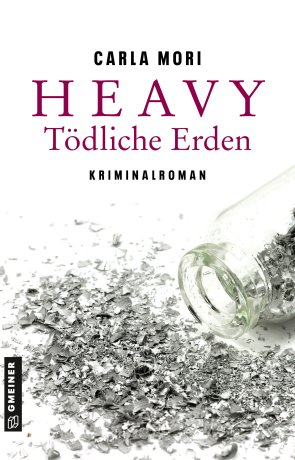 CARLA MORI
HEAVY
Tödliche Erden
KRIMINALROMAN
GMEINER